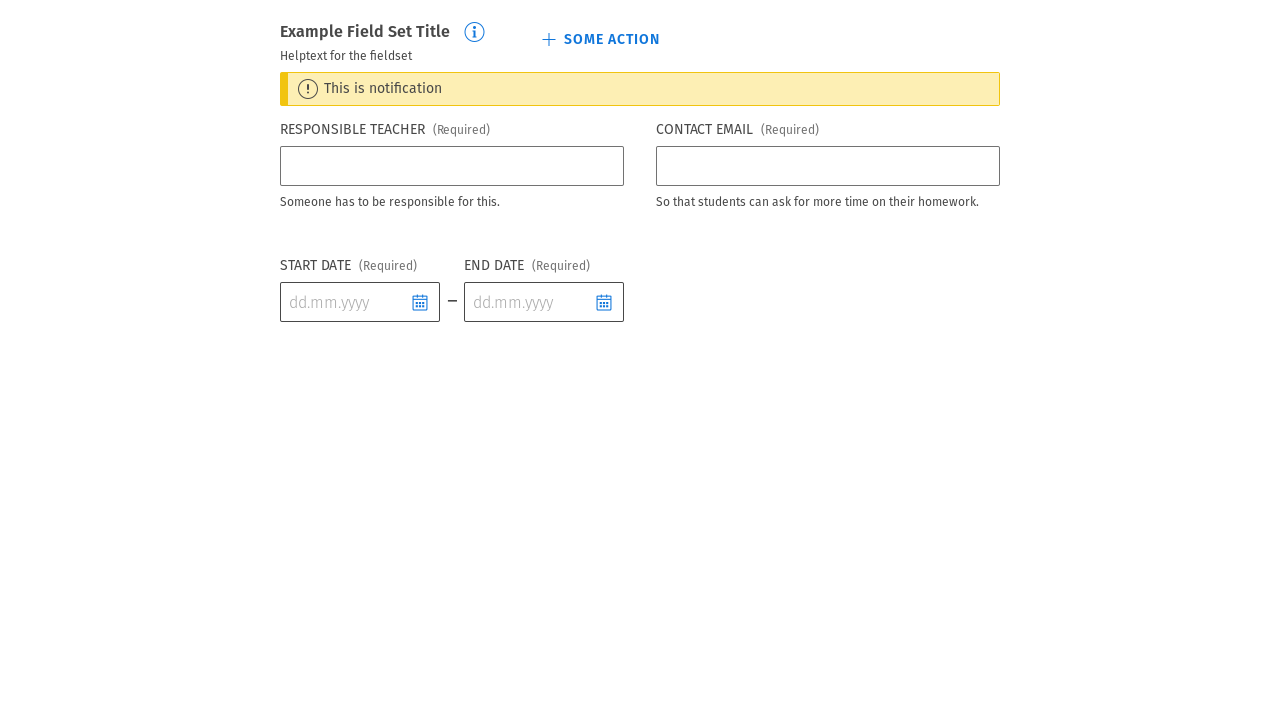 Example Field Set Title
SOME ACTION
Helptext for the fieldset
This is notification
RESPONSIBLE TEACHER (Required)
CONTACT EMAIL (Required)
Someone has to be responsible for this.
So that students can ask for more time on their homework.
START DATE (Required)
END DATE (Required)
dd.mm.yyyy – dd.mm.yyyy